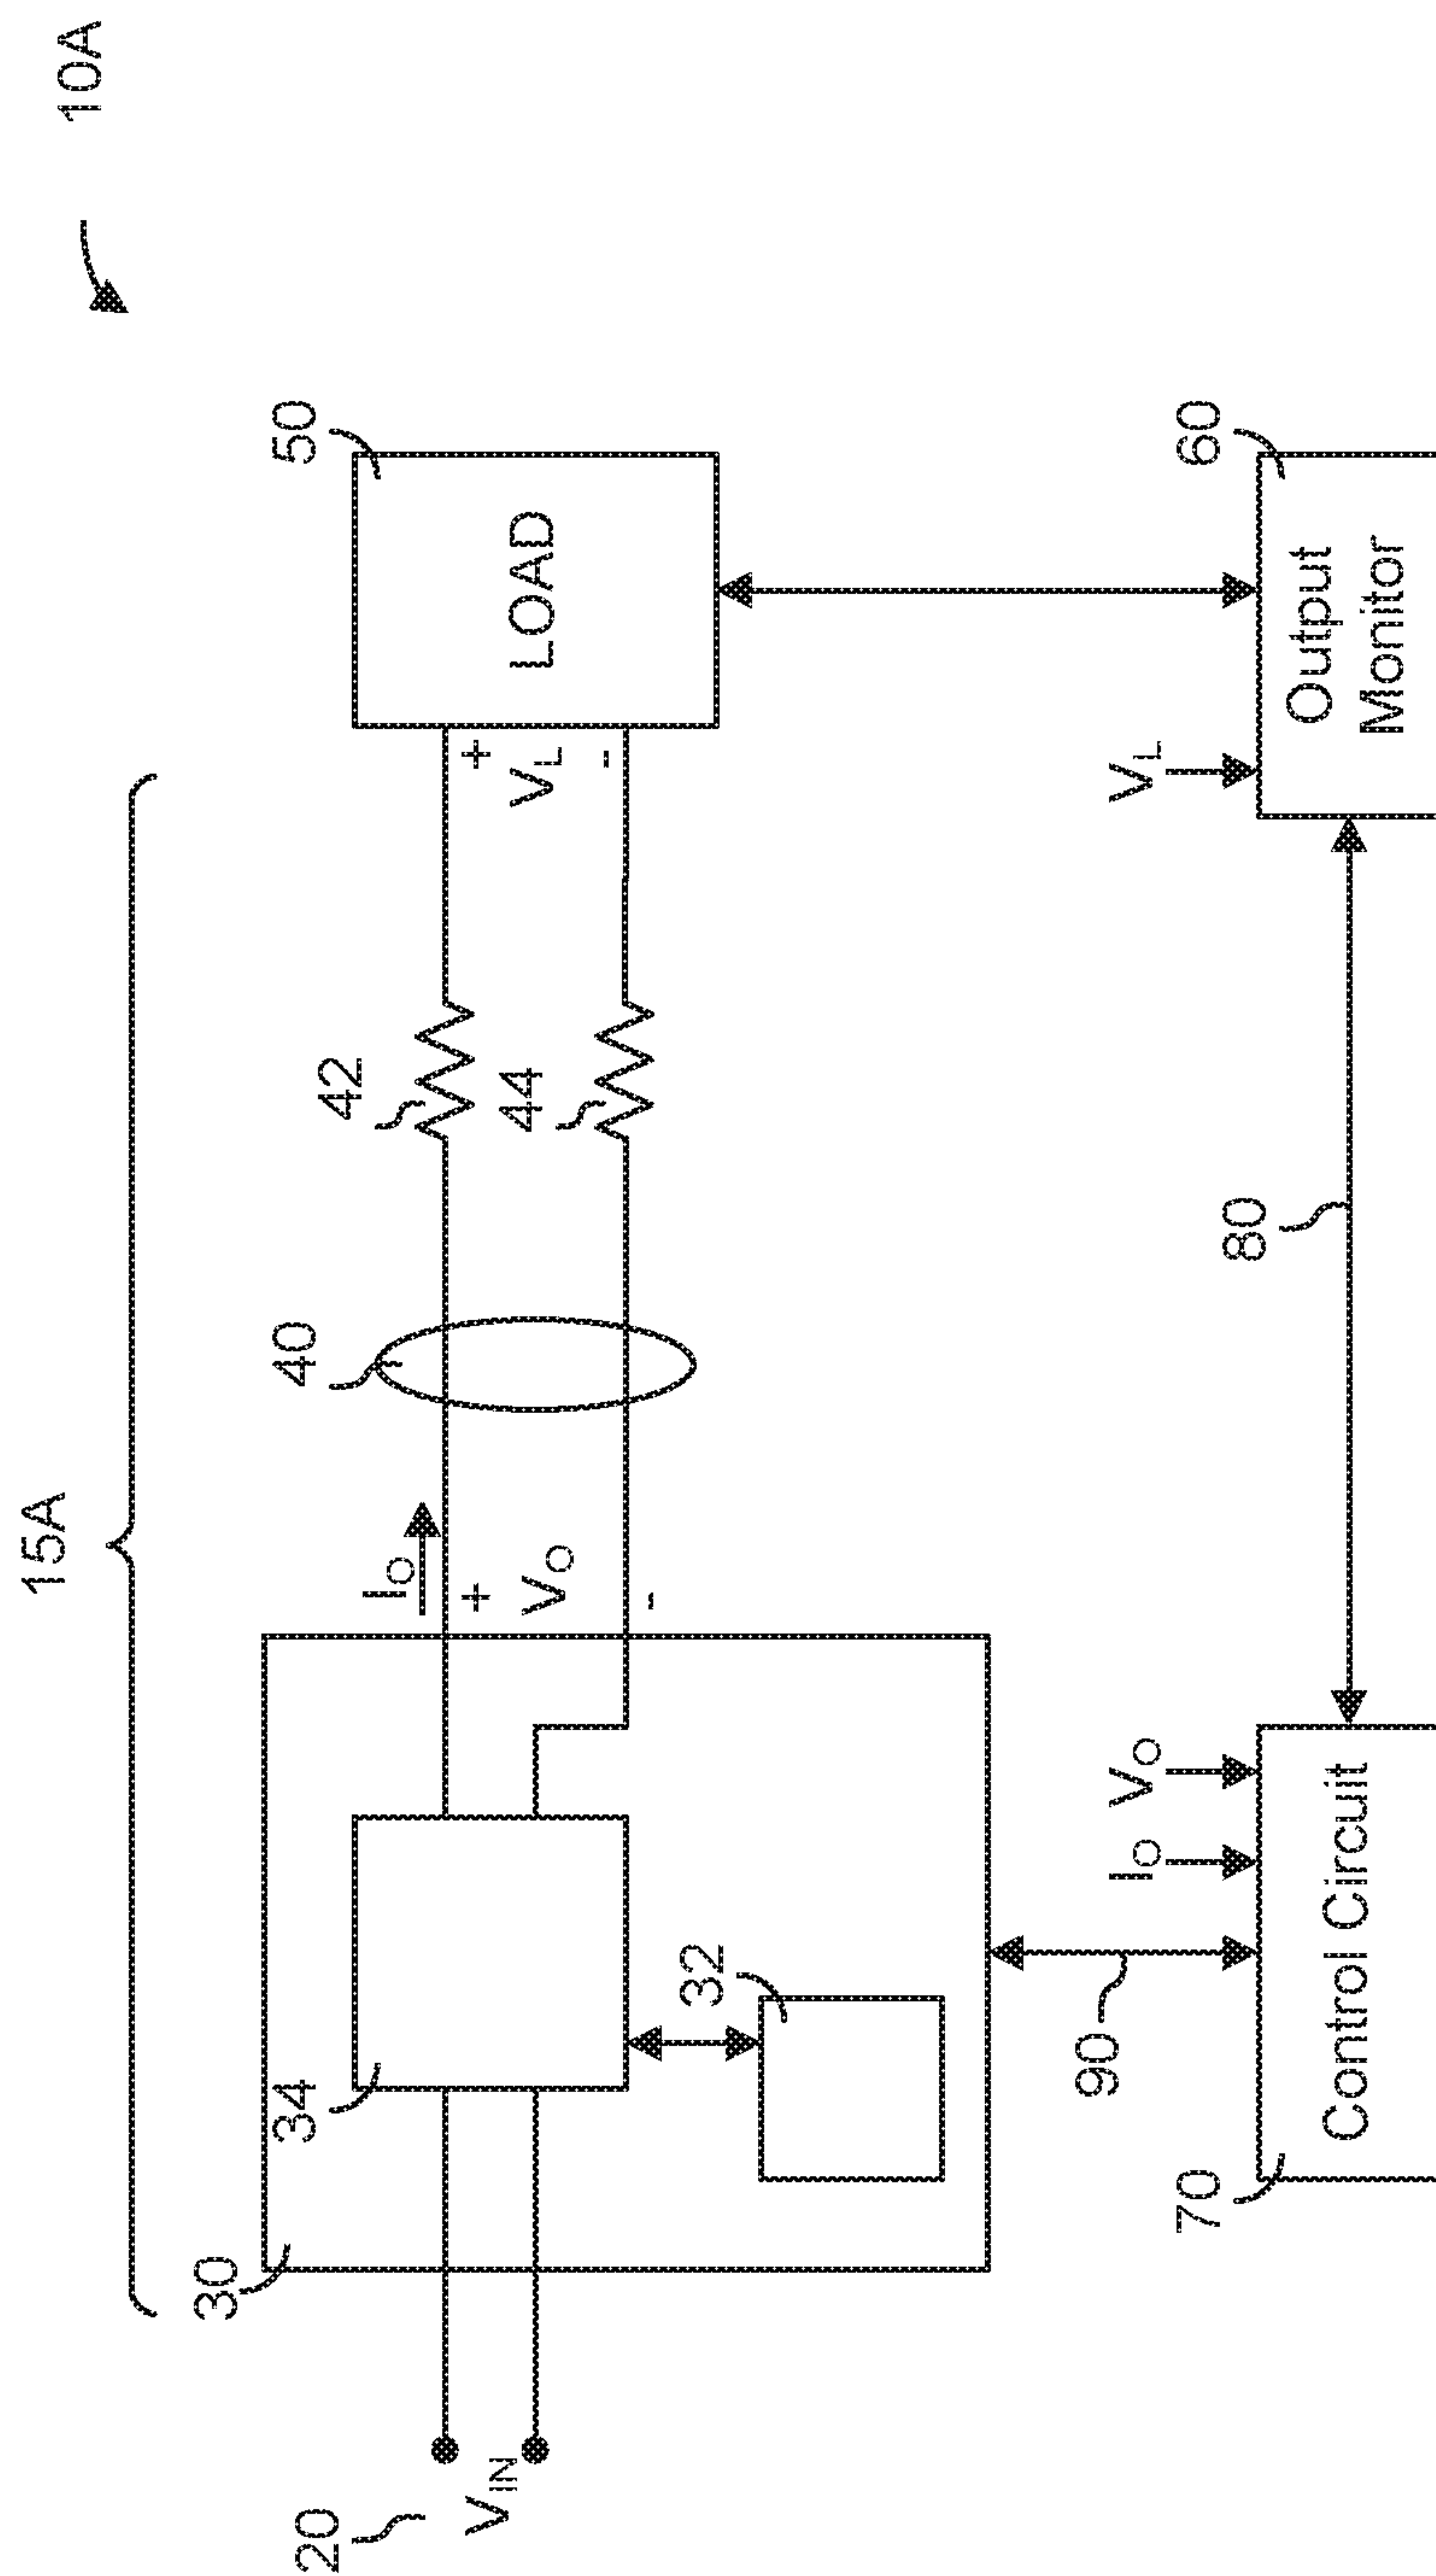 10A
15A
30
34
32
20
V_IN
I_O
+
V_O
-
40
42
44
+
V_L
-
50
LOAD
90
I_O
V_O
70
Control Circuit
80
V_L
60
Output
Monitor